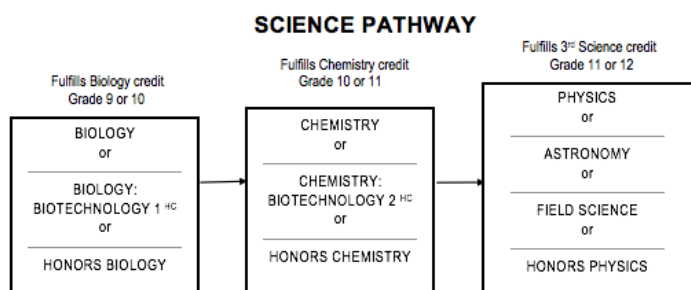 SCIENCE PATHWAY
Fulfills Biology credit
Grade 9 or 10
BIOLOGY
or
BIOLOGY:
BIOTECHNOLOGY 1 HC
or
HONORS BIOLOGY
Fulfills Chemistry credit
Grade 10 or 11
CHEMISTRY
or
CHEMISTRY:
BIOTECHNOLOGY 2 HC
or
HONORS CHEMISTRY
Fulfills 3rd Science credit
Grade 11 or 12
PHYSICS
or
ASTRONOMY
or
FIELD SCIENCE
or
HONORS PHYSICS